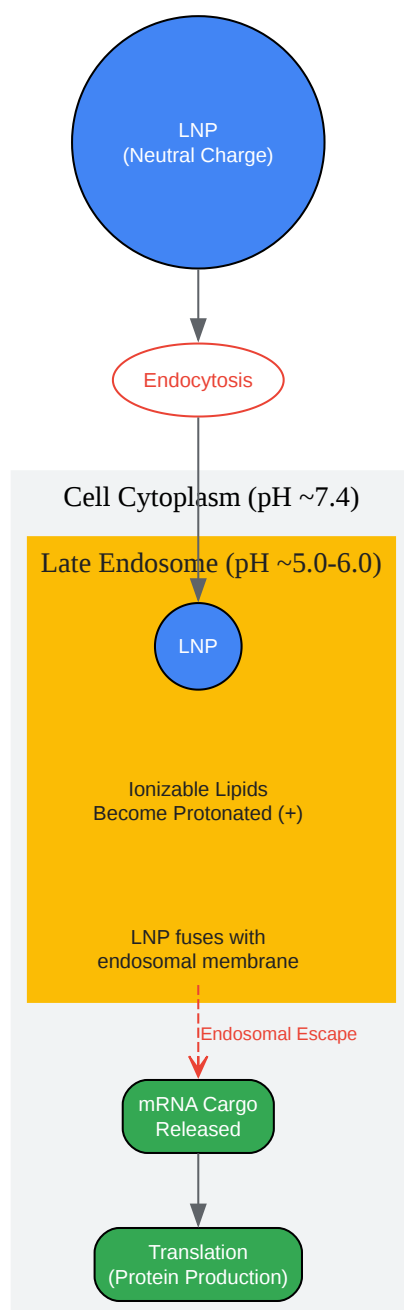 LNP
(Neutral Charge)
Endocytosis
Cell Cytoplasm (pH ~7.4)
Late Endosome (pH ~5.0-6.0)
LNP
Ionizable Lipids
Become Protonated (+)
LNP fuses with
endosomal membrane
Endosomal Escape
mRNA Cargo
Released
Translation
(Protein Production)